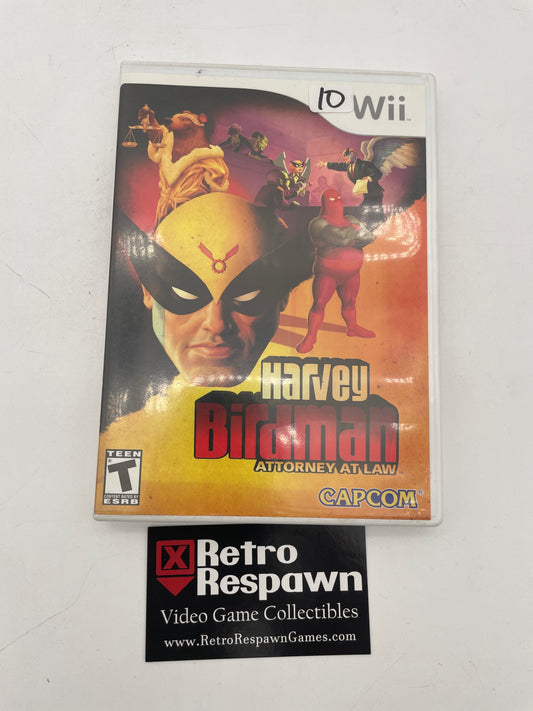 10 Wii
Harvey
Birdman
ATTORNEY AT LAW
TEEN
T
CONTENT RATED BY
ESRB
CAPCOM
Retro
Respawn
Video Game Collectibles
www.RetroRespawnGames.com